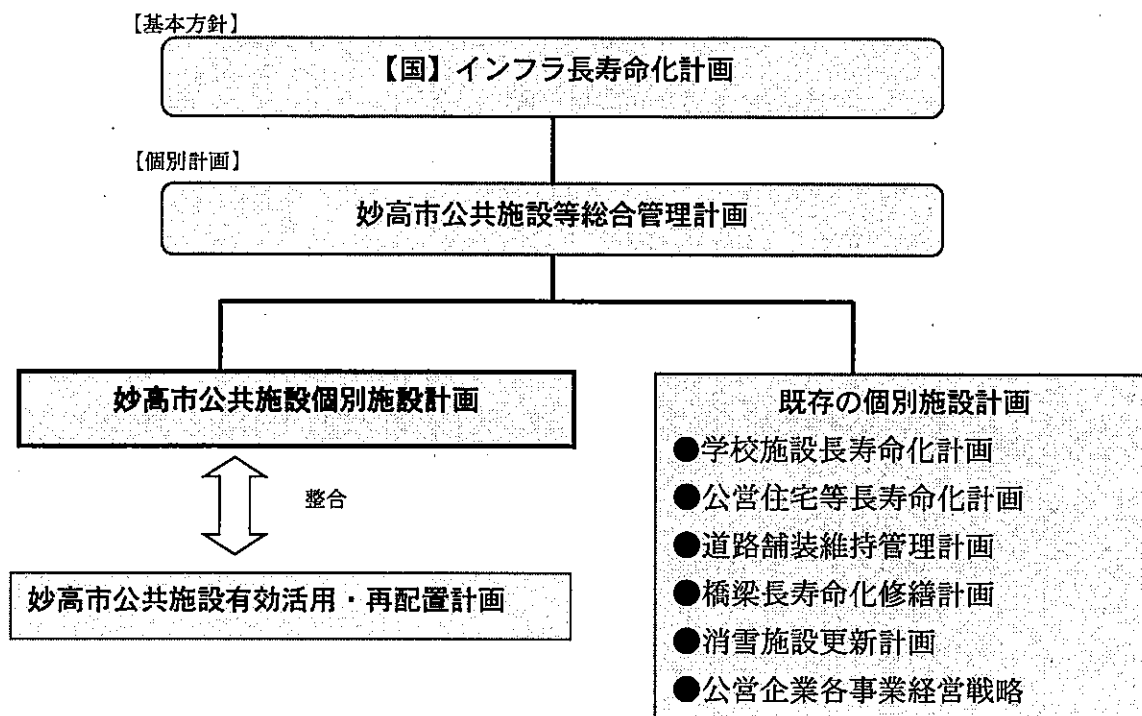 【基本方針】
【国】インフラ長寿命化計画
【個別計画】
妙高市公共施設等総合管理計画
妙高市公共施設個別施設計画
整合
妙高市公共施設有効活用・再配置計画
既存の個別施設計画
●学校施設長寿命化計画
●公営住宅等長寿命化計画
●道路舗装維持管理計画
●橋梁長寿命化修繕計画
●消雪施設更新計画
●公営企業各事業経営戦略